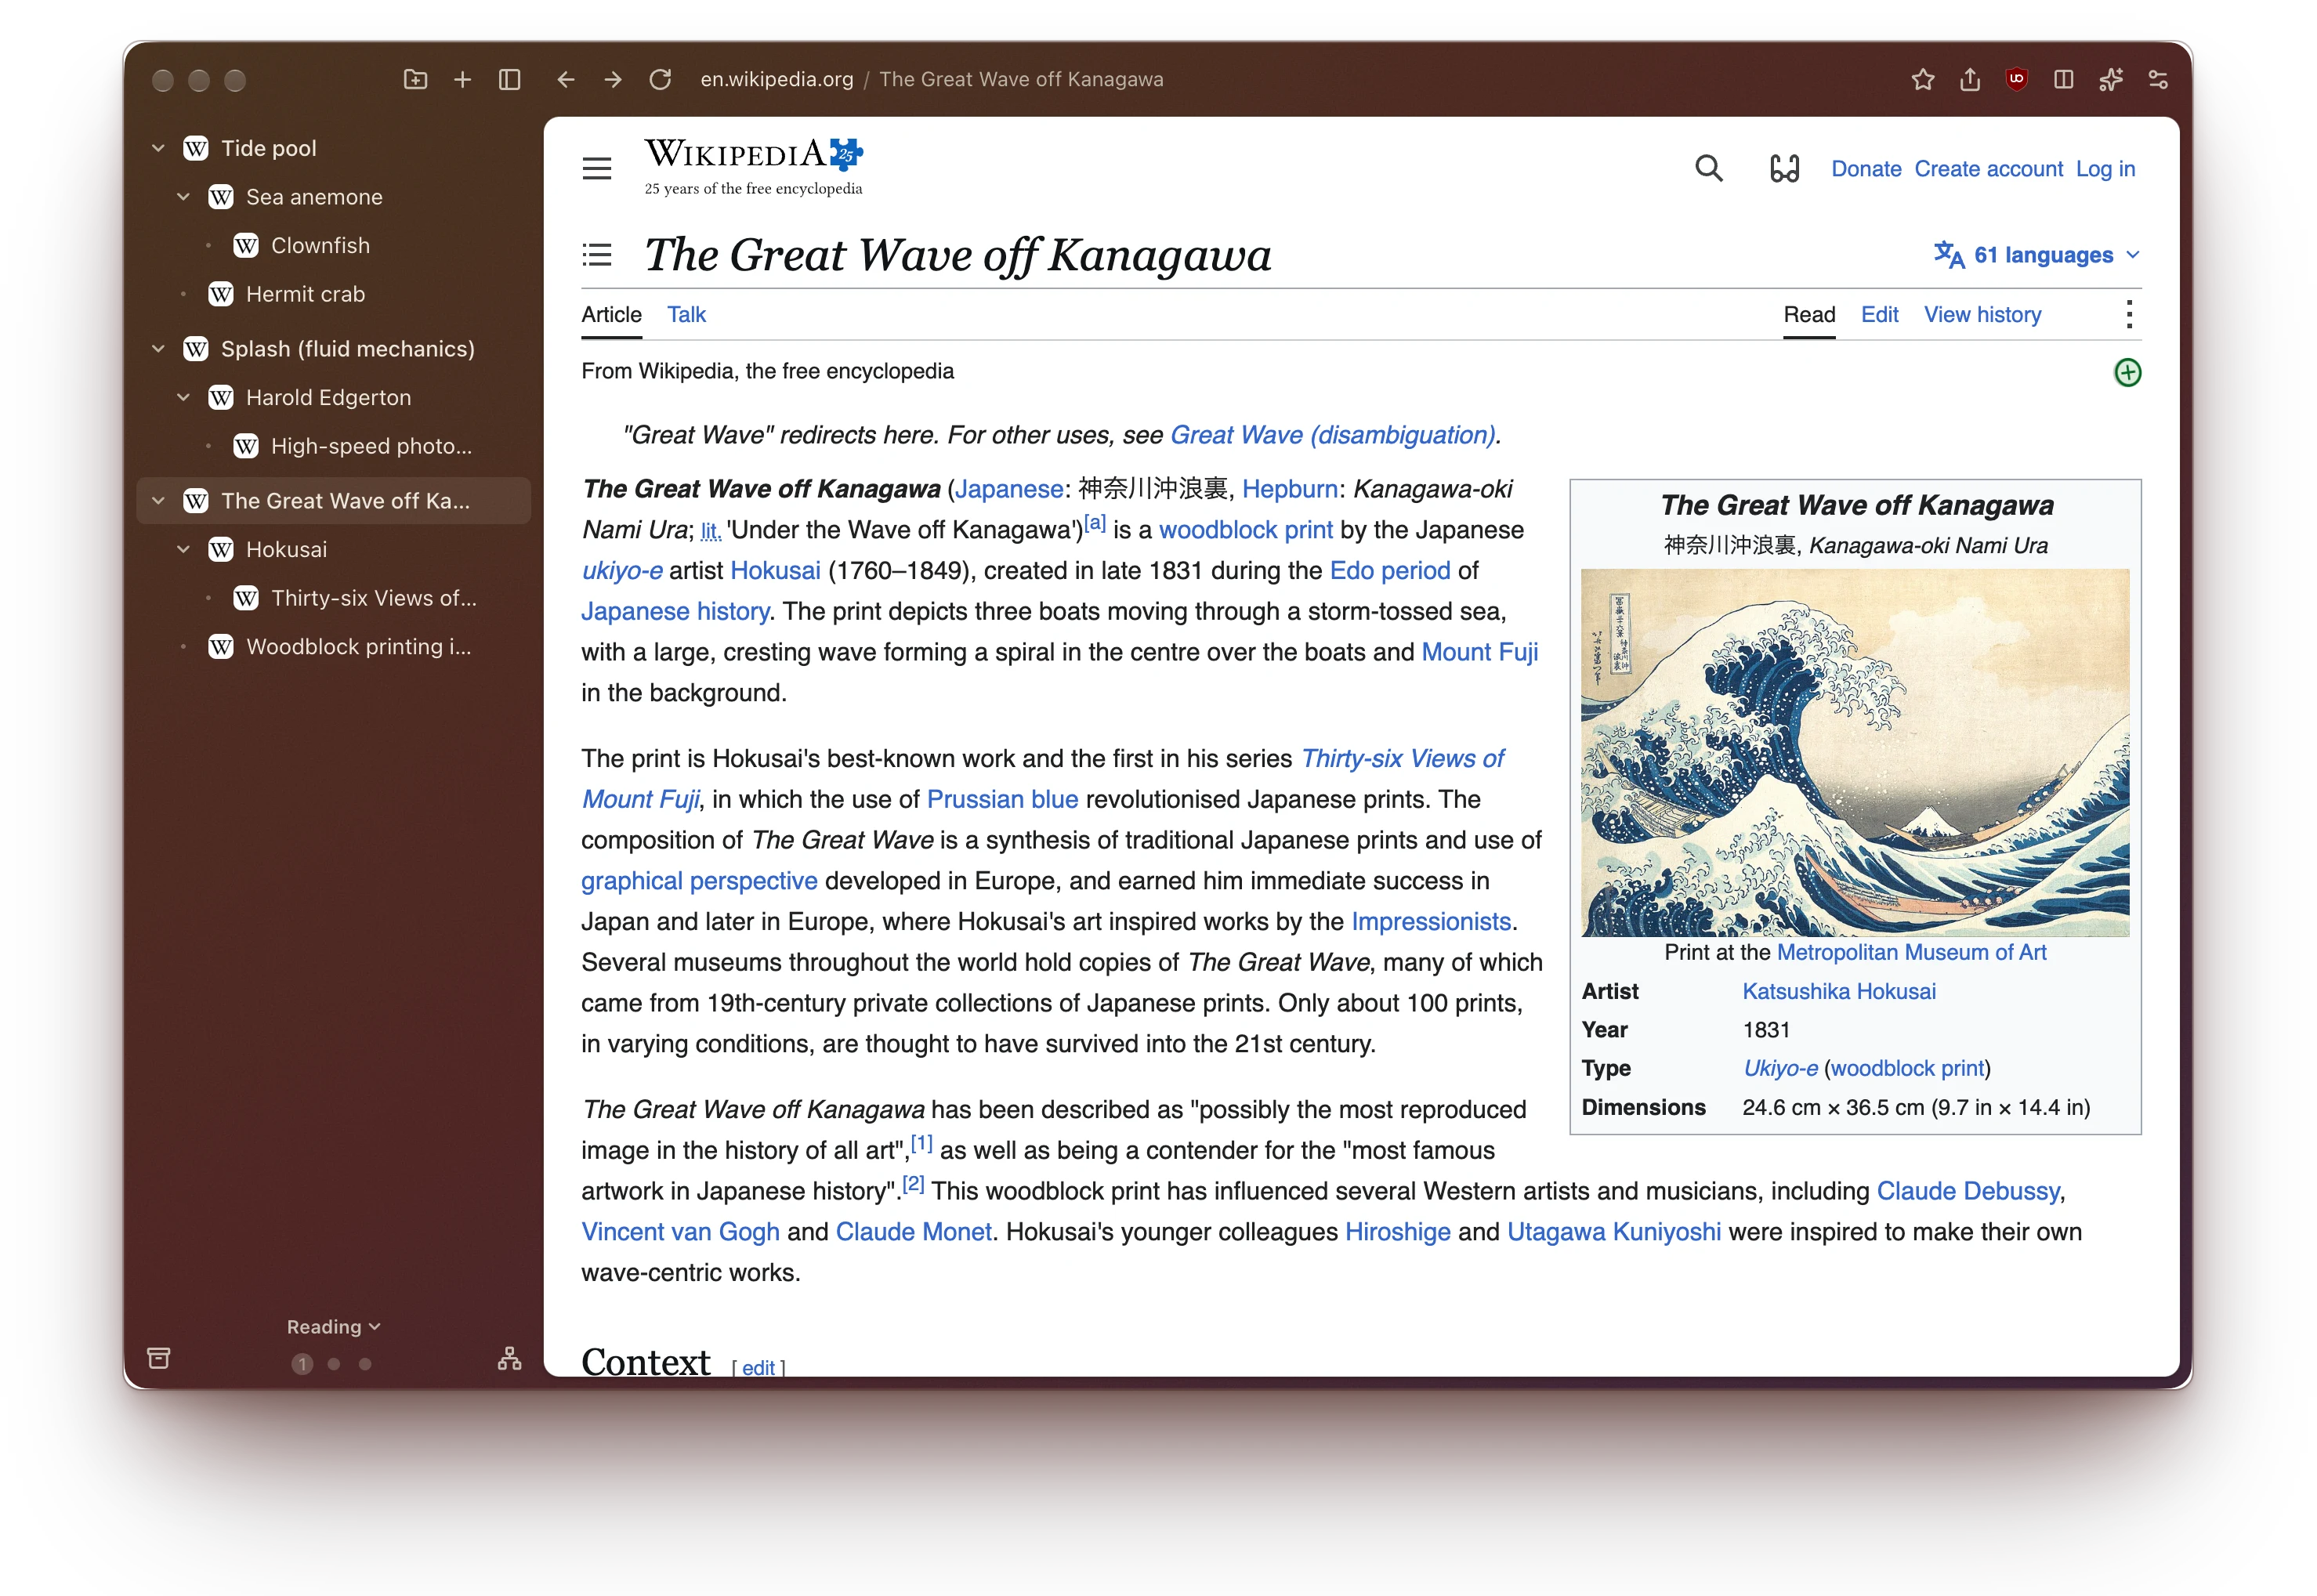 en.wikipedia.org / The Great Wave off Kanagawa
Tide pool
Sea anemone
Clownfish
Hermit crab
Splash (fluid mechanics)
Harold Edgerton
High-speed photo...
The Great Wave off Ka...
Hokusai
Thirty-six Views of...
Woodblock printing i...
Reading
1
WIKIPEDIA 25
25 years of the free encyclopedia
Donate Create account Log in
The Great Wave off Kanagawa
61 languages
Article Talk
Read Edit View history
From Wikipedia, the free encyclopedia
"Great Wave" redirects here. For other uses, see Great Wave (disambiguation).
The Great Wave off Kanagawa (Japanese: 神奈川沖浪裏, Hepburn: Kanagawa-oki
Nami Ura; lit. 'Under the Wave off Kanagawa')[a] is a woodblock print by the Japanese
ukiyo-e artist Hokusai (1760–1849), created in late 1831 during the Edo period of
Japanese history. The print depicts three boats moving through a storm-tossed sea,
with a large, cresting wave forming a spiral in the centre over the boats and Mount Fuji
in the background.
The print is Hokusai's best-known work and the first in his series Thirty-six Views of
Mount Fuji, in which the use of Prussian blue revolutionised Japanese prints. The
composition of The Great Wave is a synthesis of traditional Japanese prints and use of
graphical perspective developed in Europe, and earned him immediate success in
Japan and later in Europe, where Hokusai's art inspired works by the Impressionists.
Several museums throughout the world hold copies of The Great Wave, many of which
came from 19th-century private collections of Japanese prints. Only about 100 prints,
in varying conditions, are thought to have survived into the 21st century.
The Great Wave off Kanagawa has been described as "possibly the most reproduced
image in the history of all art",[1] as well as being a contender for the "most famous
artwork in Japanese history".[2] This woodblock print has influenced several Western artists and musicians, including Claude Debussy,
Vincent van Gogh and Claude Monet. Hokusai's younger colleagues Hiroshige and Utagawa Kuniyoshi were inspired to make their own
wave-centric works.
Context [ edit ]
The Great Wave off Kanagawa
神奈川沖浪裏, Kanagawa-oki Nami Ura
Print at the Metropolitan Museum of Art
Artist Katsushika Hokusai
Year 1831
Type Ukiyo-e (woodblock print)
Dimensions 24.6 cm × 36.5 cm (9.7 in × 14.4 in)